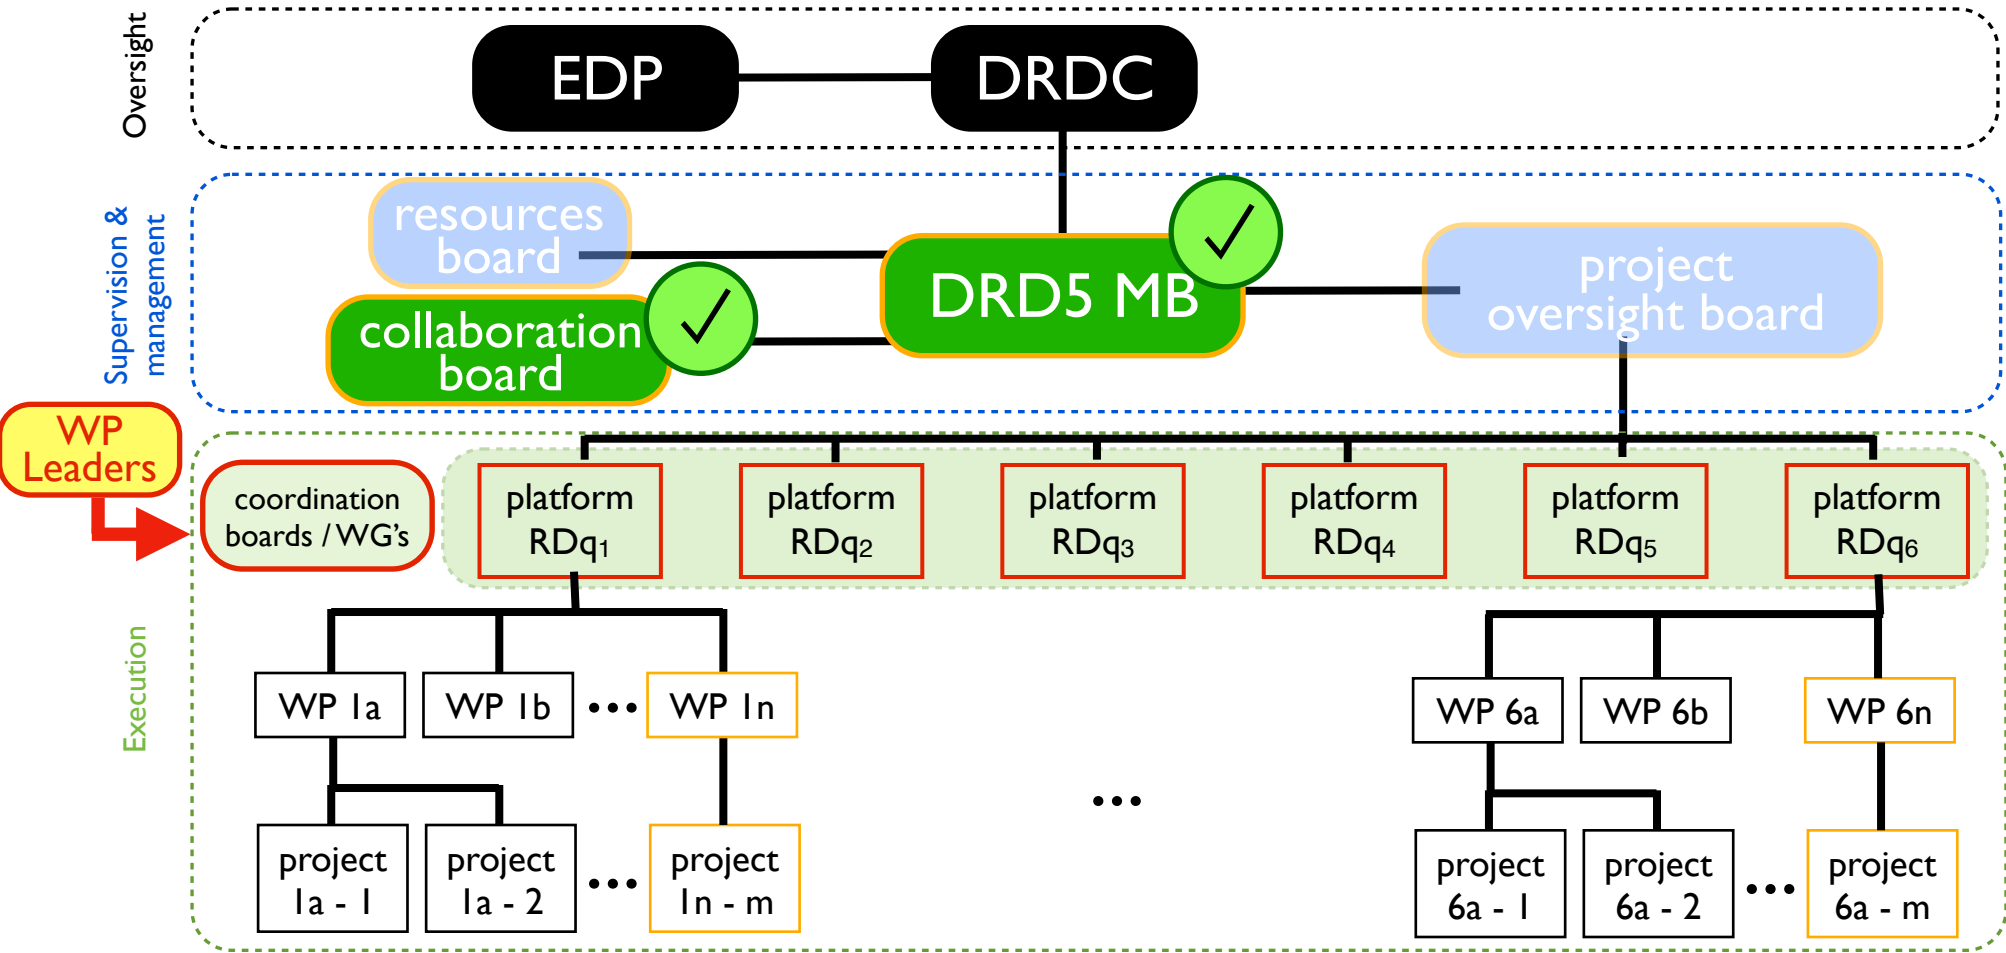 Oversight
EDP
DRDC
Supervision &
management
resources
board
collaboration
board
DRD5 MB
project
oversight board
WP
Leaders
coordination
boards / WG's
platform
RDq1
platform
RDq2
platform
RDq3
platform
RDq4
platform
RDq5
platform
RDq6
Execution
WP 1a
WP 1b
...
WP 1n
WP 6a
WP 6b
WP 6n
...
project
1a - 1
project
1a - 2
...
project
1n - m
project
6a - 1
project
6a - 2
...
project
6a - m